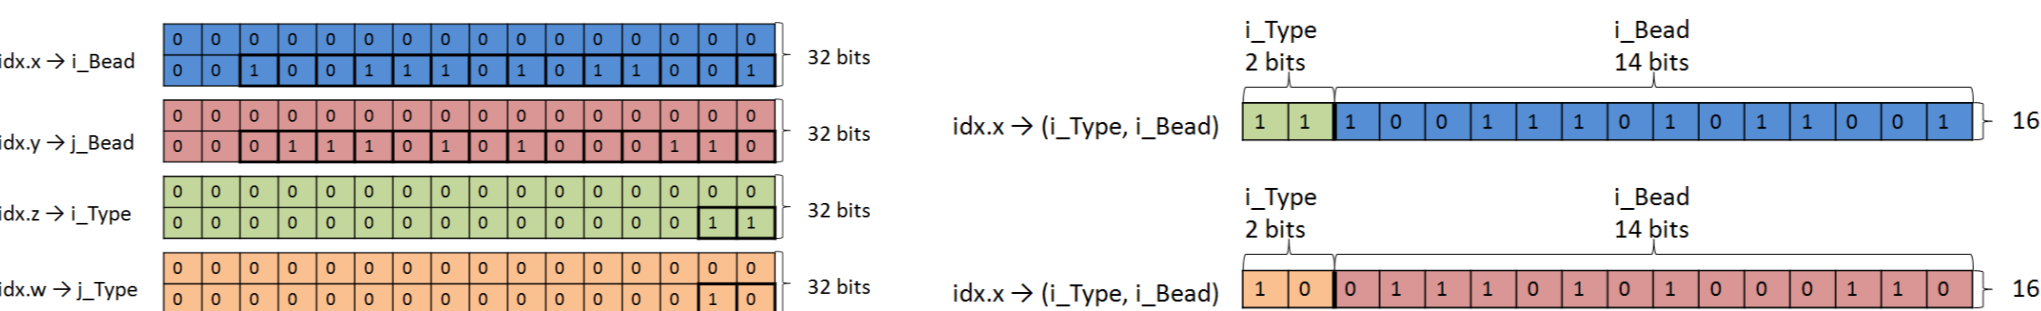 idx.x → i_Bead
0 0 0 0 0 0 0 0 0 0 0 0 0 0 0 0
0 0 1 0 0 1 1 1 0 1 0 1 1 0 0 1
32 bits
idx.y → j_Bead
0 0 0 0 0 0 0 0 0 0 0 0 0 0 0 0
0 0 0 1 1 1 0 1 0 1 0 0 0 1 1 0
32 bits
idx.z → i_Type
0 0 0 0 0 0 0 0 0 0 0 0 0 0 0 0
0 0 0 0 0 0 0 0 0 0 0 0 0 0 1 1
32 bits
idx.w → j_Type
0 0 0 0 0 0 0 0 0 0 0 0 0 0 0 0
0 0 0 0 0 0 0 0 0 0 0 0 0 0 1 0
32 bits
i_Type
2 bits
i_Bead
14 bits
idx.x → (i_Type, i_Bead)
1 1 1 0 0 1 1 1 0 1 0 1 1 0 0 1
16
i_Type
2 bits
i_Bead
14 bits
idx.x → (i_Type, i_Bead)
1 0 0 1 1 1 0 1 0 1 0 0 0 1 1 0
16